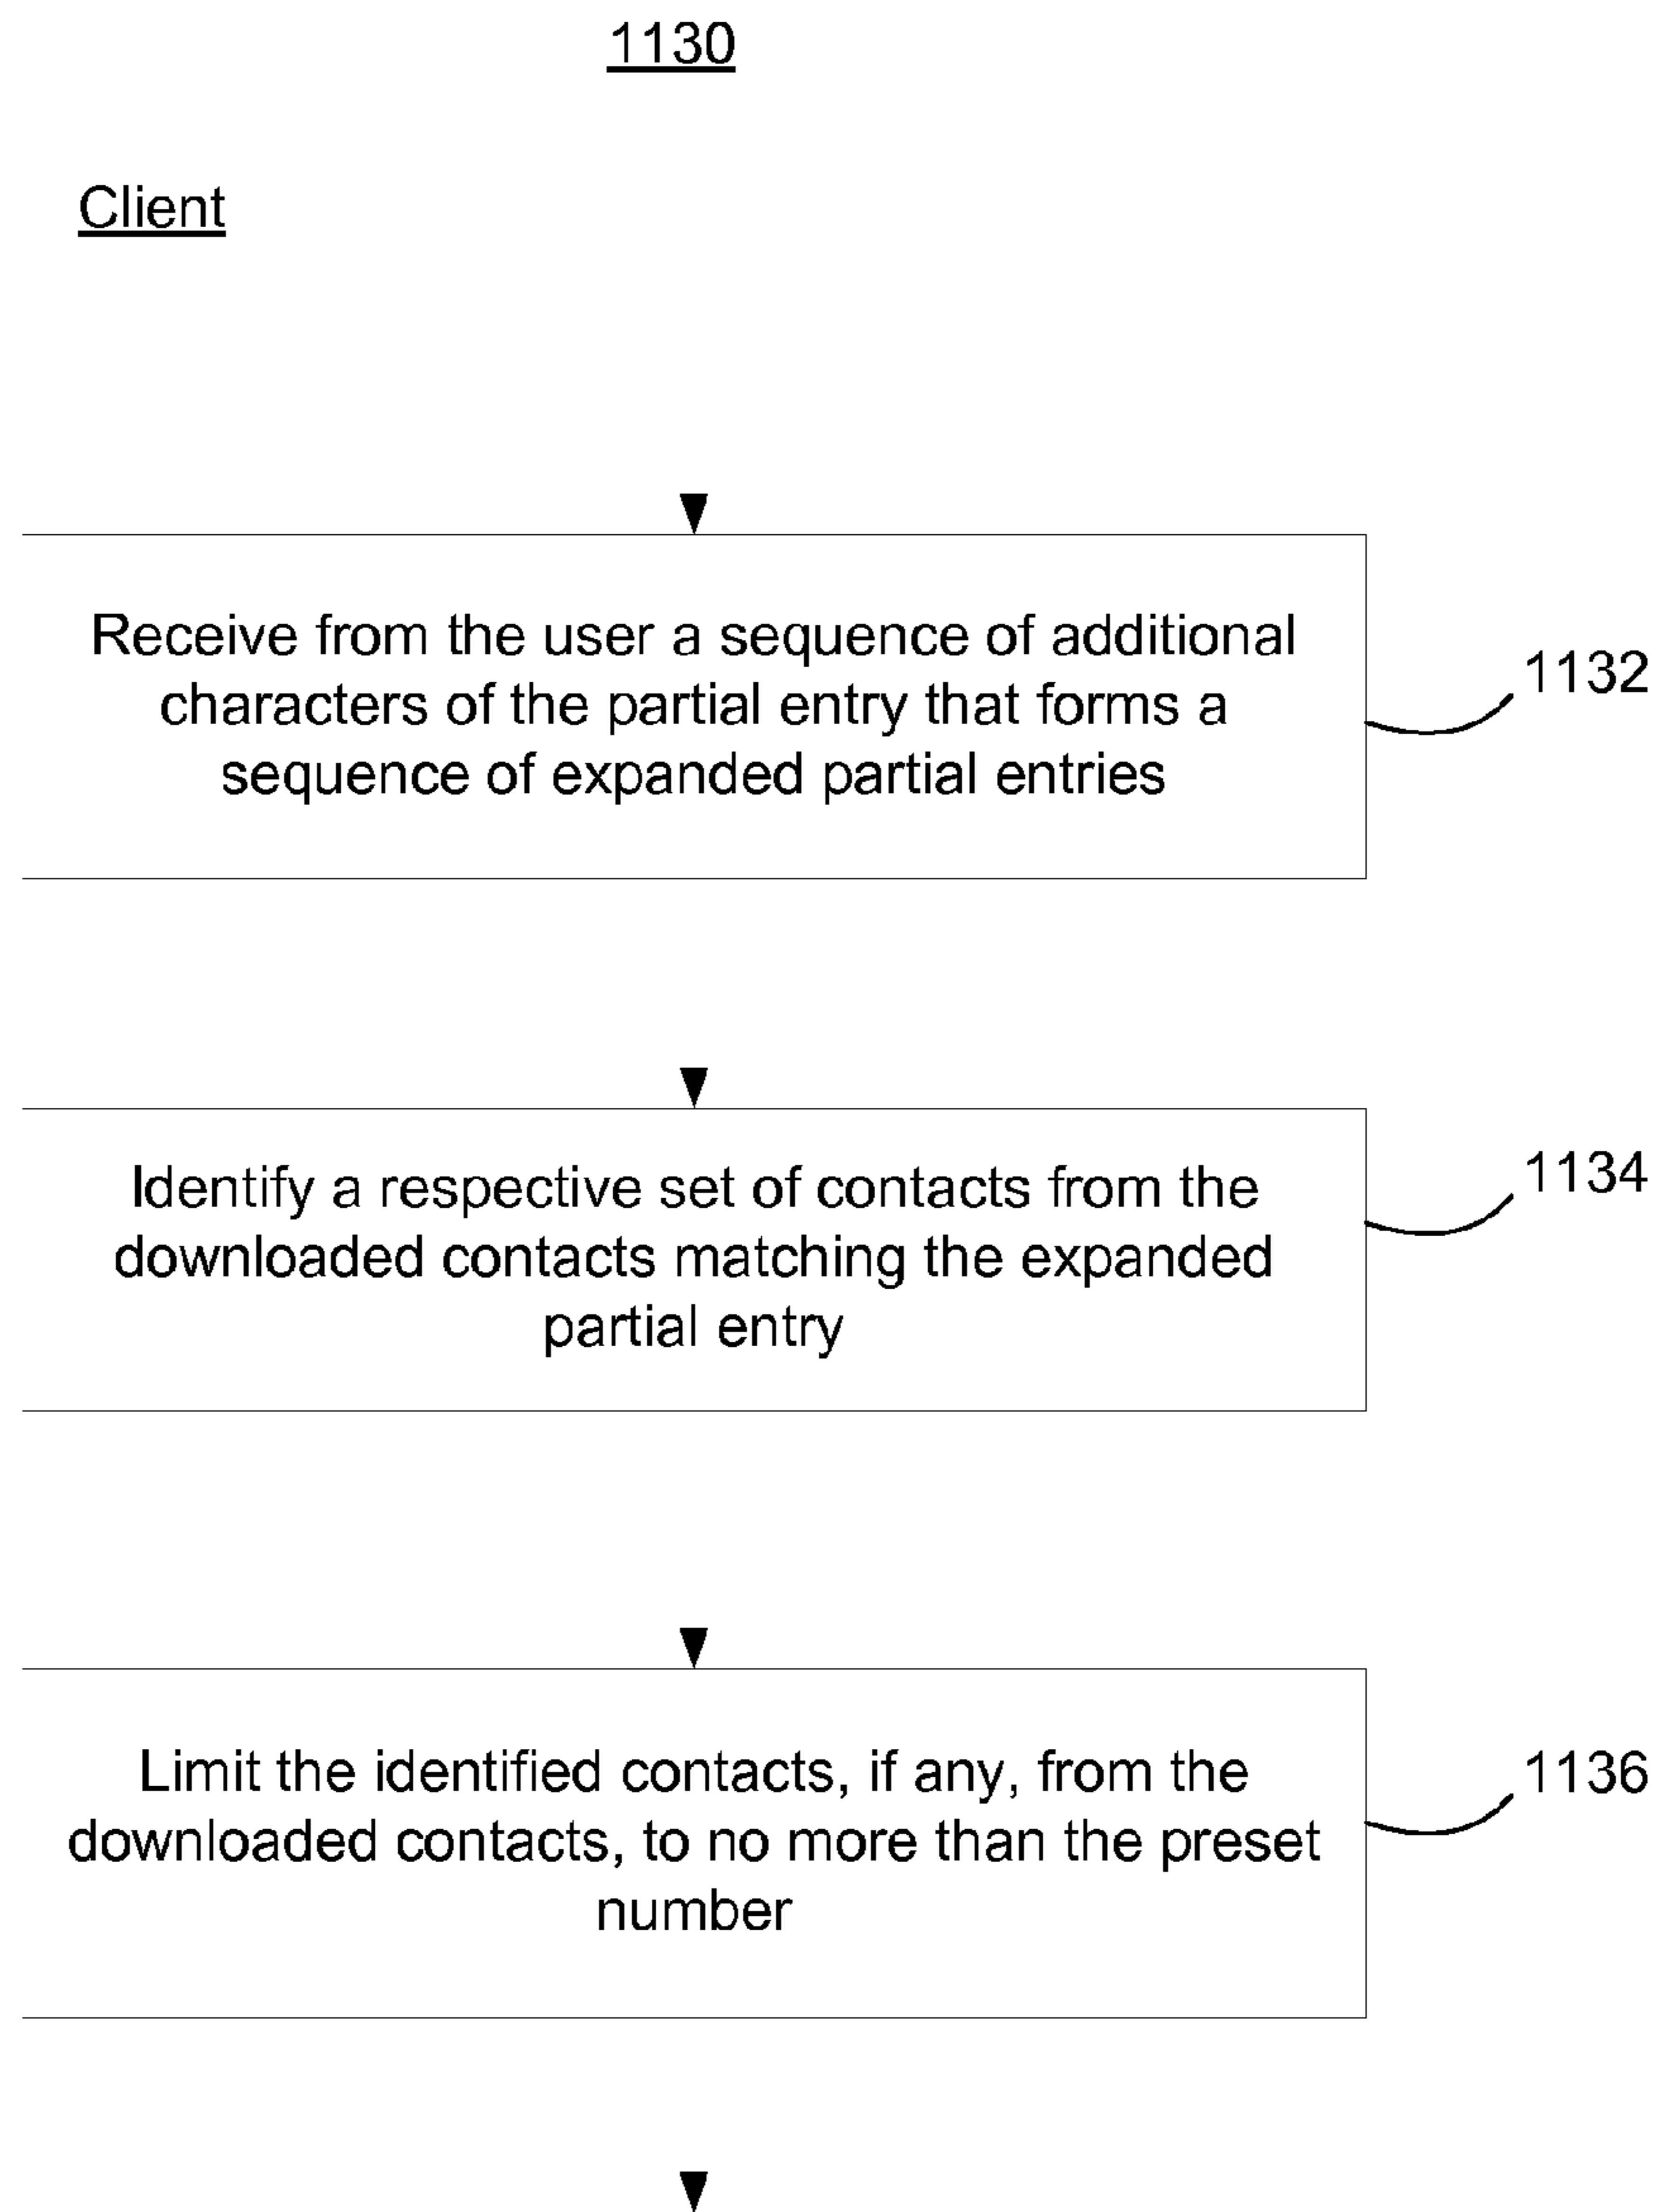 1130
Client
Receive from the user a sequence of additional
characters of the partial entry that forms a
sequence of expanded partial entries
1132
Identify a respective set of contacts from the
downloaded contacts matching the expanded
partial entry
1134
Limit the identified contacts, if any, from the
downloaded contacts, to no more than the preset
number
1136